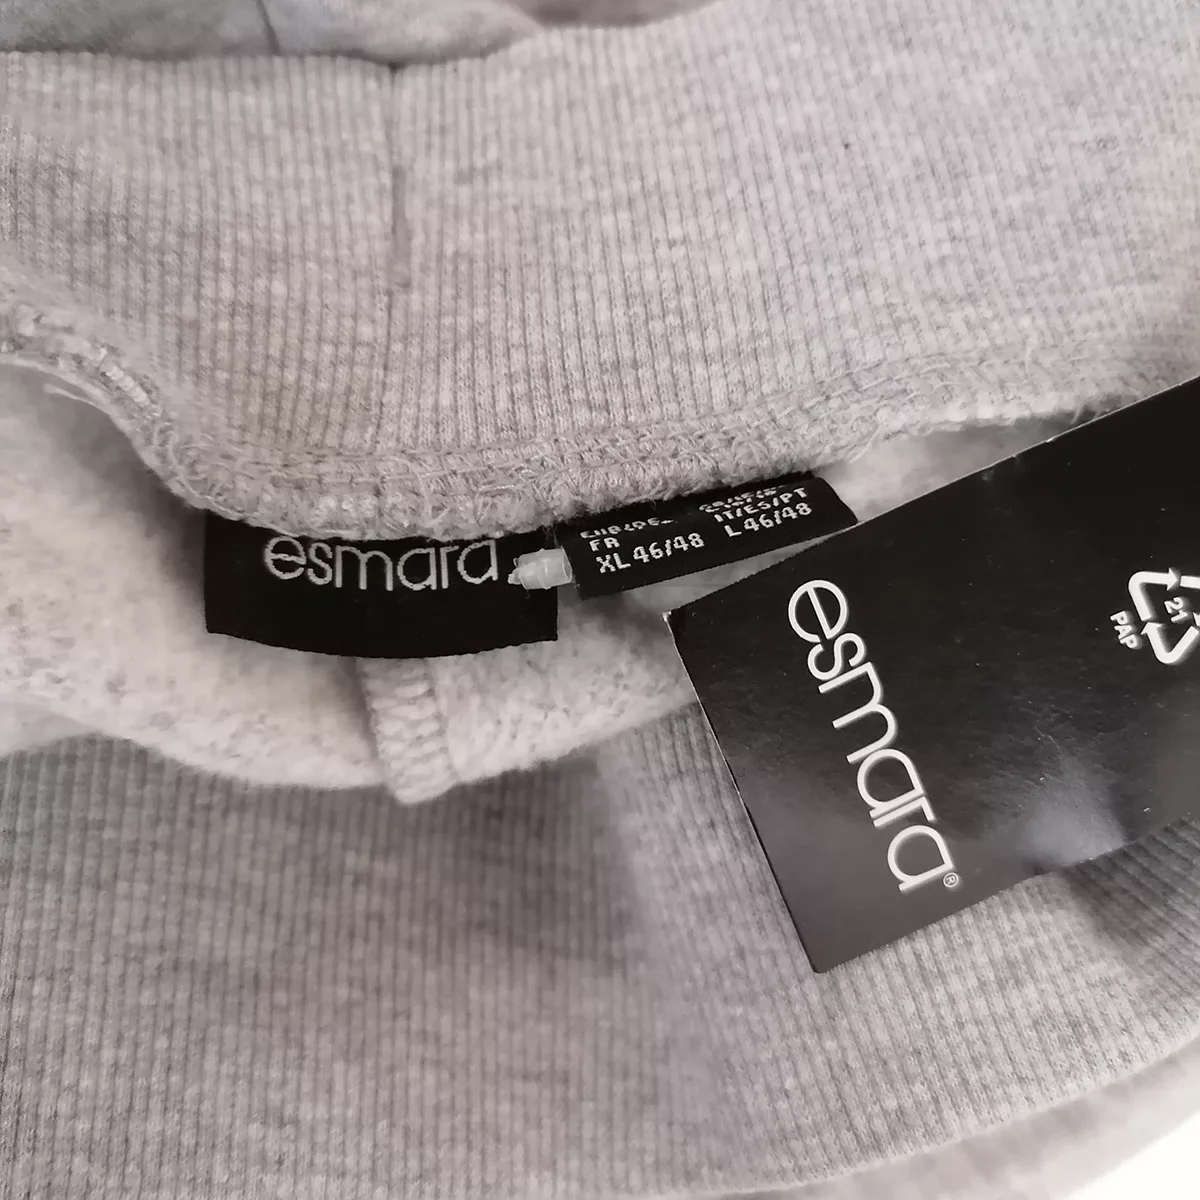 esmara
FR
XL 46/48
IT/ES/PT
L 46/48
esmara®
21
PAP